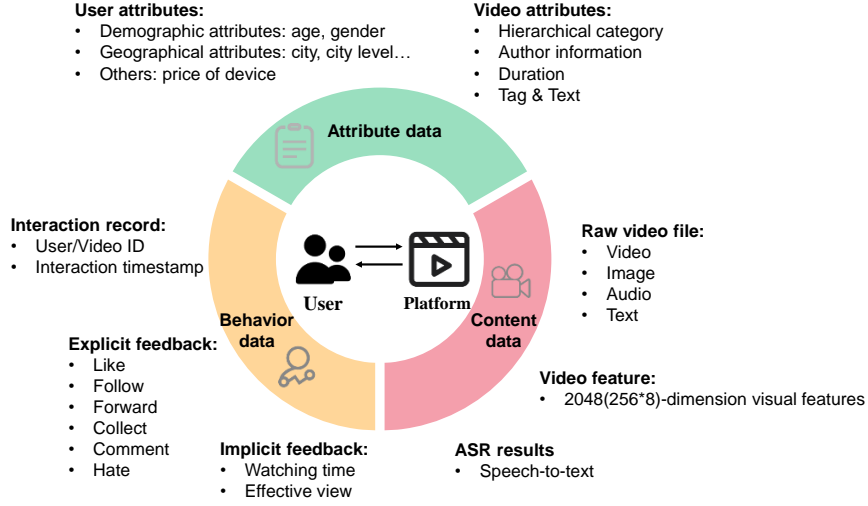 User attributes:
• Demographic attributes: age, gender
• Geographical attributes: city, city level…
• Others: price of device
Video attributes:
• Hierarchical category
• Author information
• Duration
• Tag & Text
Attribute data
Interaction record:
• User/Video ID
• Interaction timestamp
User
Platform
Raw video file:
• Video
• Image
• Audio
• Text
Behavior
data
Content
data
Explicit feedback:
• Like
• Follow
• Forward
• Collect
• Comment
• Hate
Implicit feedback:
• Watching time
• Effective view
Video feature:
• 2048(256*8)-dimension visual features
ASR results
• Speech-to-text